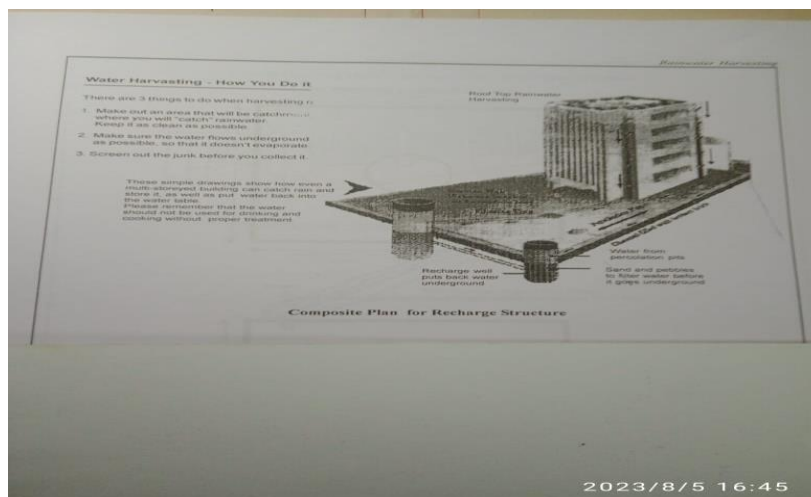 Rainwater Harvesting
Water Harvesting - How You Do It
There are 3 things to do when harvesting
1. Make out an area that will be
where you will "catch" rainwater.
Keep it as clean as possible.
2. Make sure the water flows underground
as possible, so that it doesn't evaporate
3. Screen out the junk before you collect it.
These simple drawings show how even a
multi-storeyed building can catch rain and
store it, as well as put water back into
the water table.
Please remember that the water
should not be used for drinking and
cooking without proper treatment
Roof Top Rainwater
Harvesting
Recharge well
puts back water
underground
Water from
percolation pits
Sand and pebbles
to filter water before
it goes underground
Composite Plan for Recharge Structure
2023/8/5 16:45